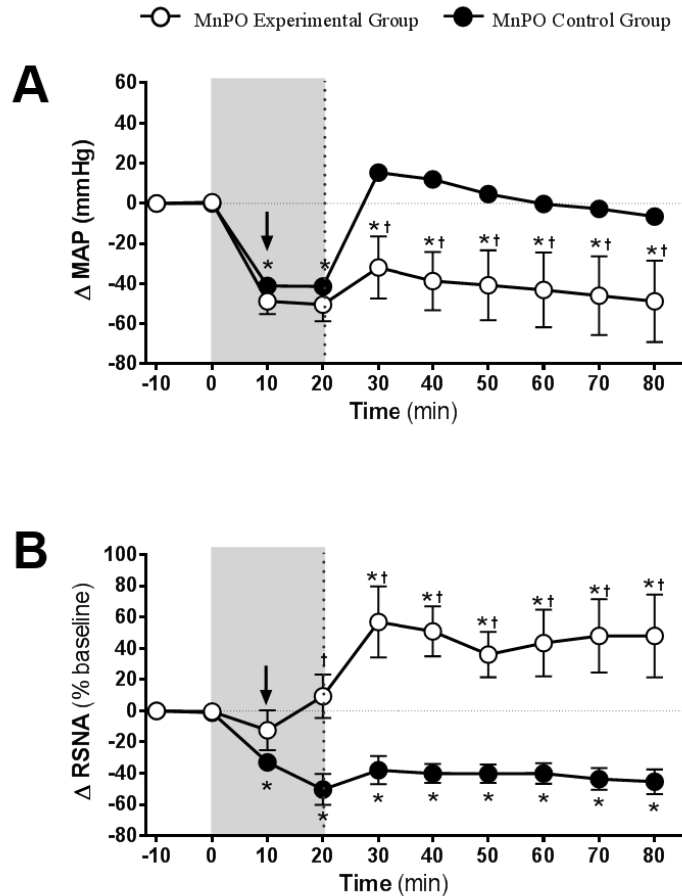 MnPO Experimental Group MnPO Control Group
A
Δ MAP (mmHg)
60
40
20
0
-20
-40
-60
-80
* *
*† *† *† *† *† *†
-10 0 10 20 30 40 50 60 70 80
Time (min)
B
Δ RSNA (% baseline)
100
80
60
40
20
0
-20
-40
-60
-80
†
*† *† *† *† *† *†
* * * * * * * *
-10 0 10 20 30 40 50 60 70 80
Time (min)